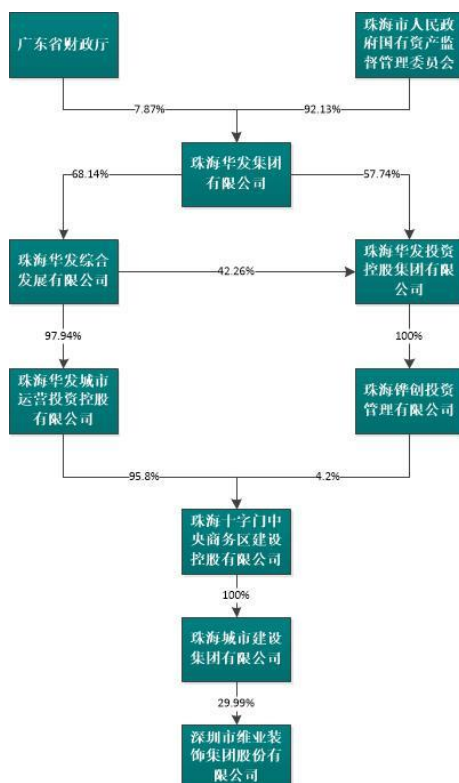 广东省财政厅
珠海市人民政
府国有资产监
督管理委员会
7.87%
92.13%
珠海华发集团
有限公司
68.14%
57.74%
珠海华发综合
发展有限公司
42.26%
珠海华发投资
控股集团有限
公司
97.94%
100%
珠海华发城市
运营投资控股
有限公司
珠海铧创投资
管理有限公司
95.8%
4.2%
珠海十字门中
央商务区建设
控股有限公司
100%
珠海城市建设
集团有限公司
29.99%
深圳市维业装
饰集团股份有
限公司